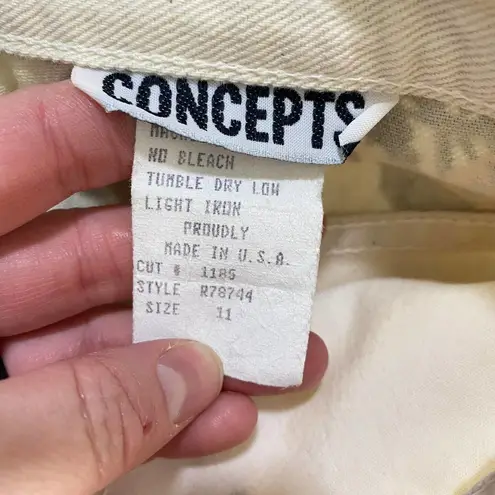 CONCEPTS
NO BLEACH
TUMBLE DRY LOW
LIGHT IRON
PROUDLY
MADE IN U.S.A.
CUT # 1185
STYLE R78744
SIZE 11